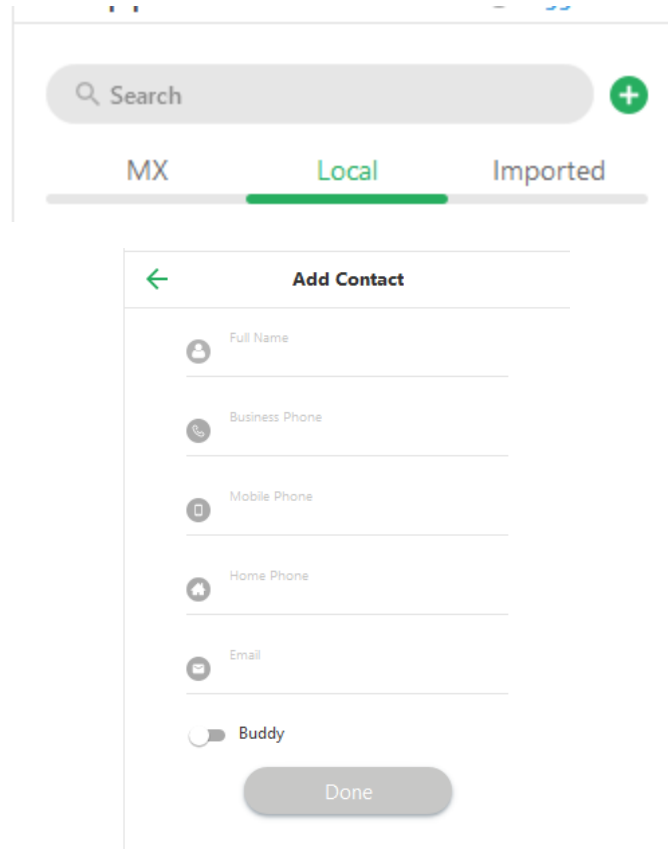 Search
MX Local Imported
Add Contact
Full Name
Business Phone
Mobile Phone
Home Phone
Email
Buddy
Done